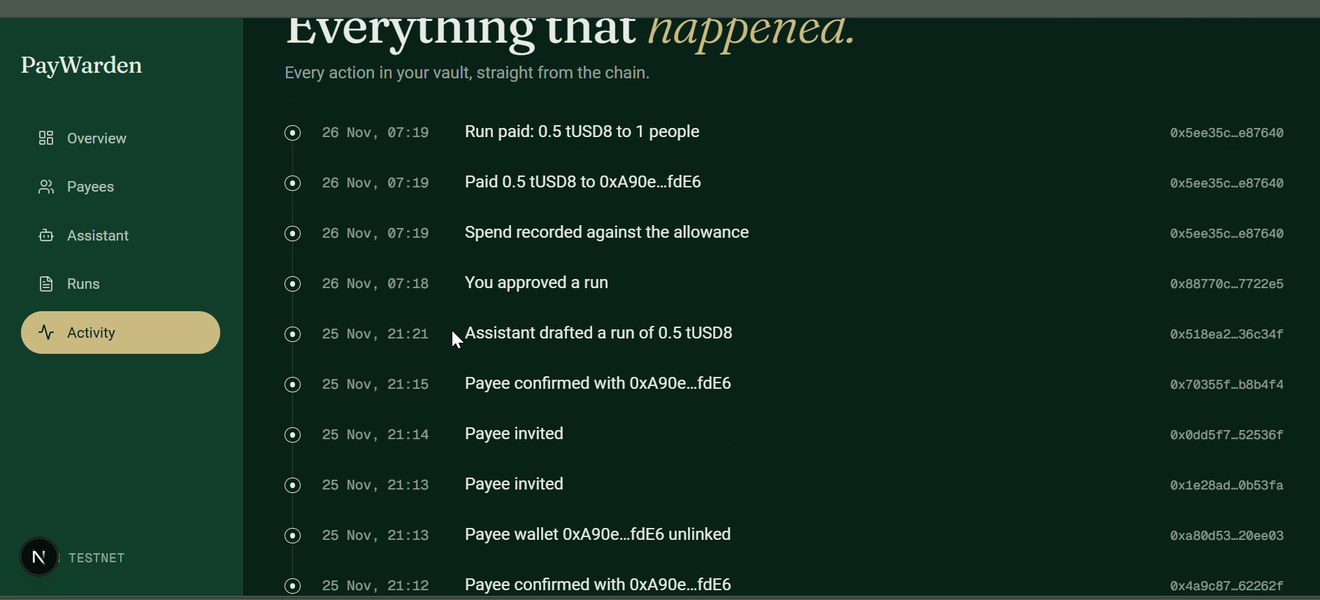 Everything that happened.
Every action in your vault, straight from the chain.
PayWarden
Overview
Payees
Assistant
Runs
Activity
N TESTNET
26 Nov, 07:19 Run paid: 0.5 tUSD8 to 1 people 0x5ee35c…e87640
26 Nov, 07:19 Paid 0.5 tUSD8 to 0xA90e…fdE6 0x5ee35c…e87640
26 Nov, 07:19 Spend recorded against the allowance 0x5ee35c…e87640
26 Nov, 07:18 You approved a run 0x88770c…7722e5
25 Nov, 21:21 Assistant drafted a run of 0.5 tUSD8 0x518ea2…36c34f
25 Nov, 21:15 Payee confirmed with 0xA90e…fdE6 0x70355f…b8b4f4
25 Nov, 21:14 Payee invited 0x0dd5f7…52536f
25 Nov, 21:13 Payee invited 0x1e28ad…0b53fa
25 Nov, 21:13 Payee wallet 0xA90e…fdE6 unlinked 0xa80d53…20ee03
25 Nov, 21:12 Payee confirmed with 0xA90e…fdE6 0x4a9c87…62262f